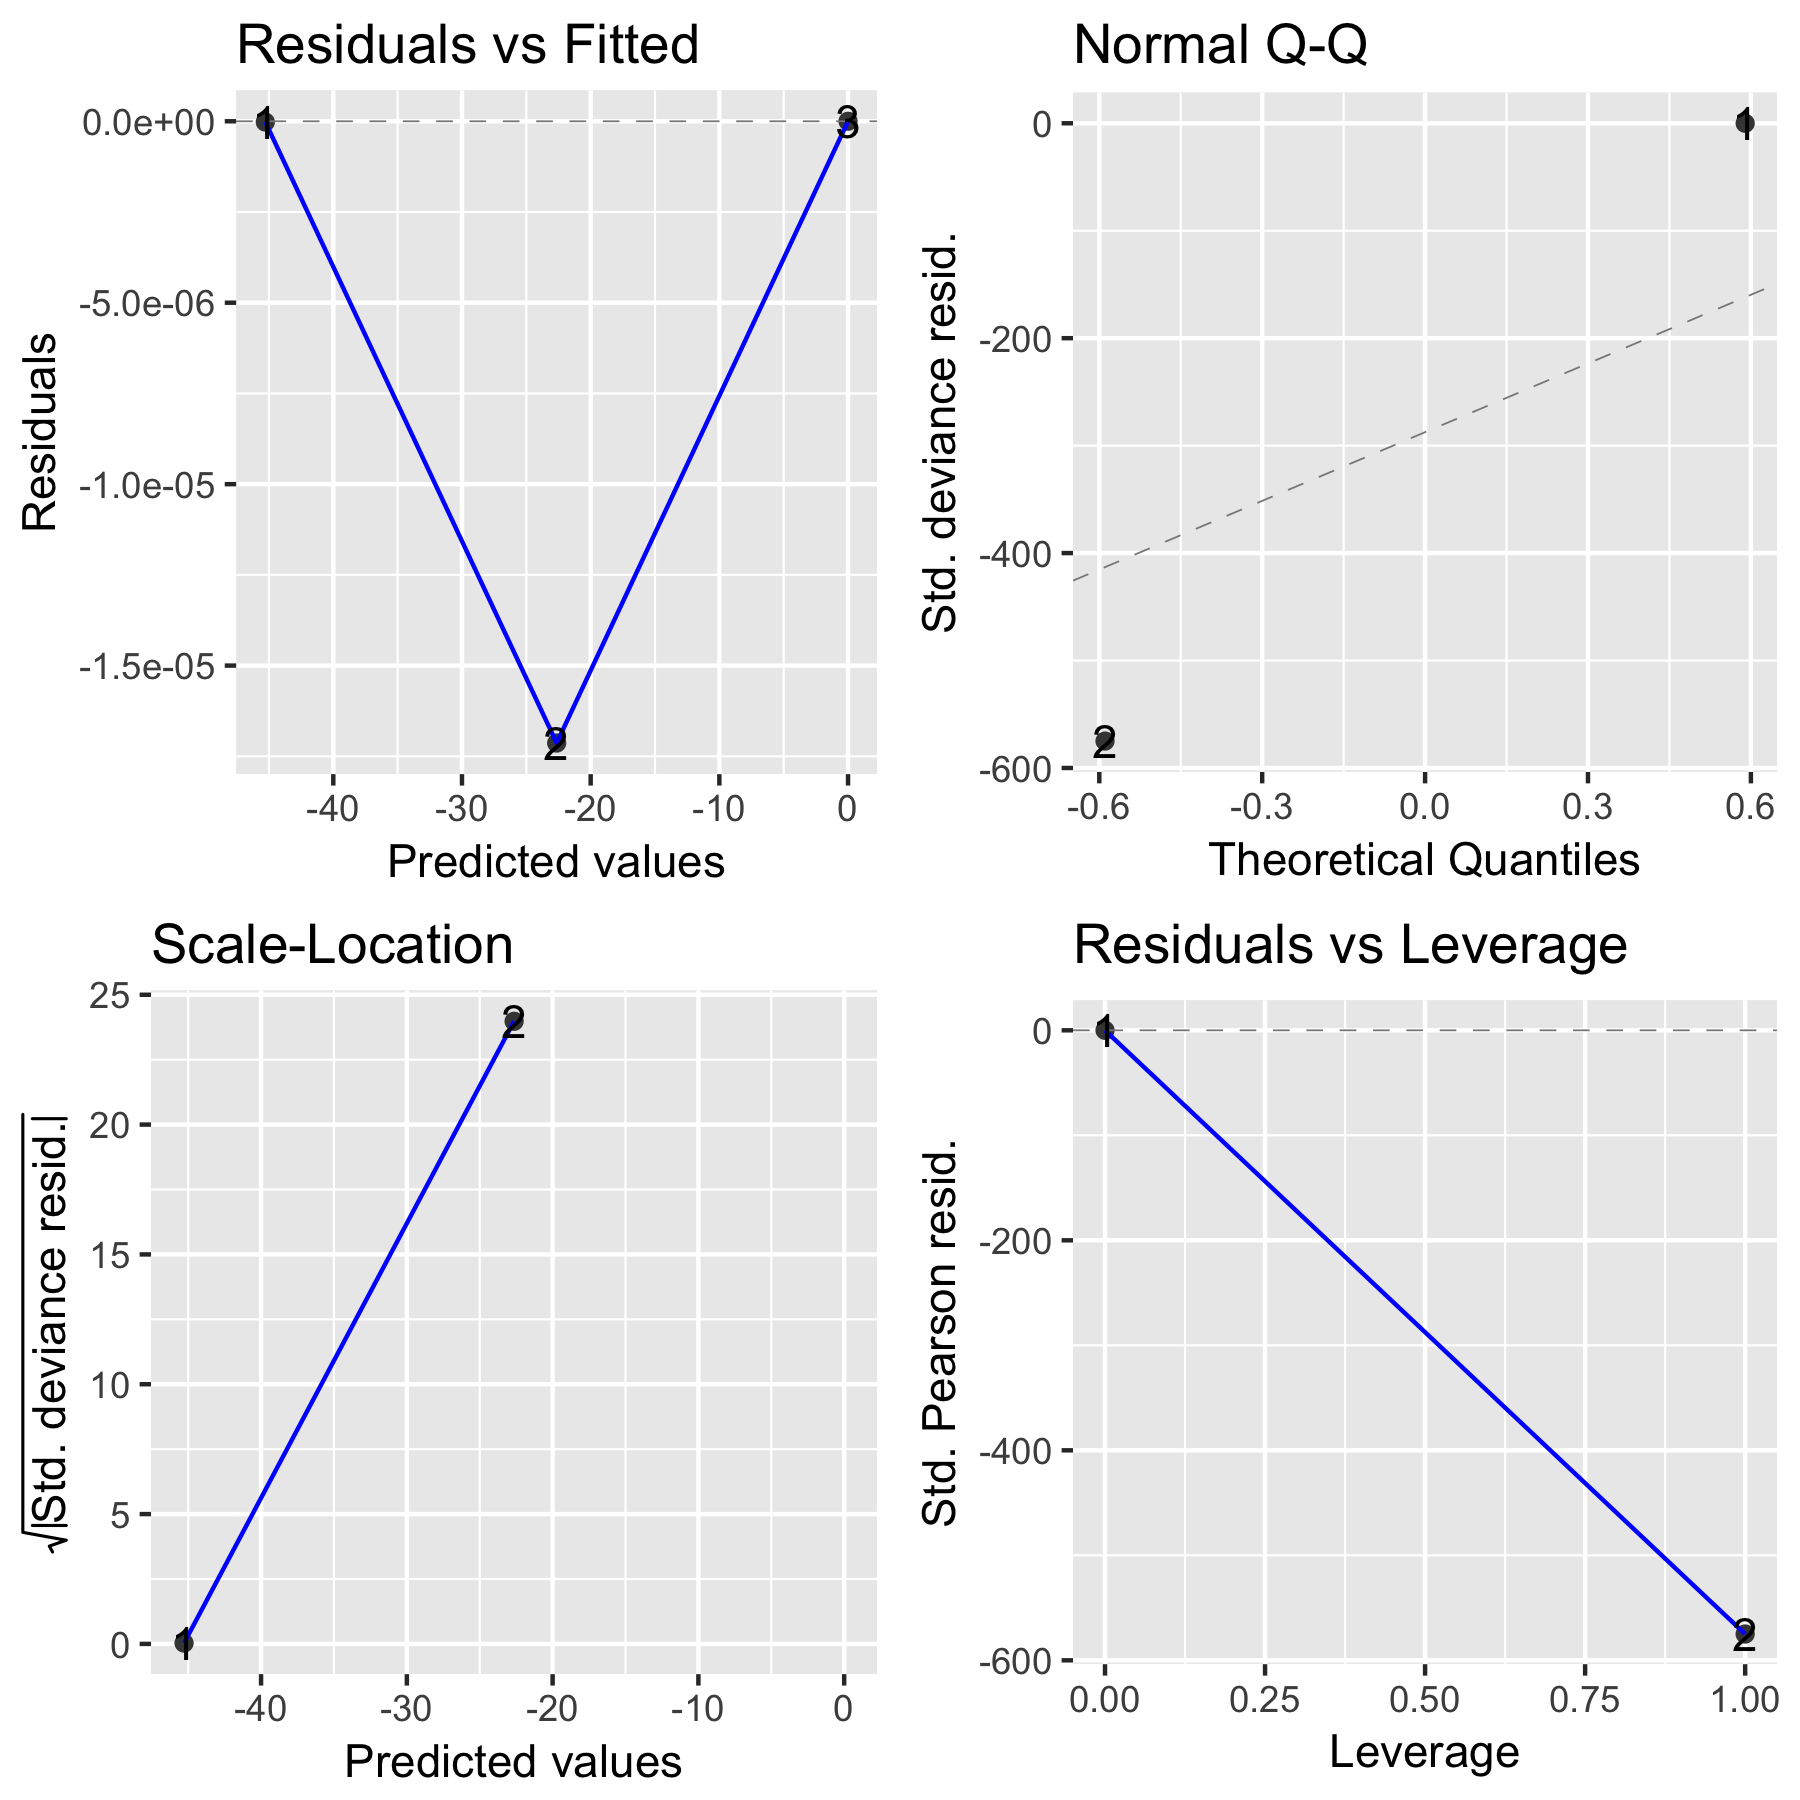 Residuals vs Fitted
0.0e+00
-5.0e-06
-1.0e-05
-1.5e-05
Residuals
1
2
3
-40 -30 -20 -10 0
Predicted values
Normal Q-Q
0
-200
-400
-600
Std. deviance resid.
1
2
-0.6 -0.3 0.0 0.3 0.6
Theoretical Quantiles
Scale-Location
25
20
15
10
5
0
√|Std. deviance resid.|
2
1
-40 -30 -20 -10 0
Predicted values
Residuals vs Leverage
0
-200
-400
-600
Std. Pearson resid.
1
2
0.00 0.25 0.50 0.75 1.00
Leverage